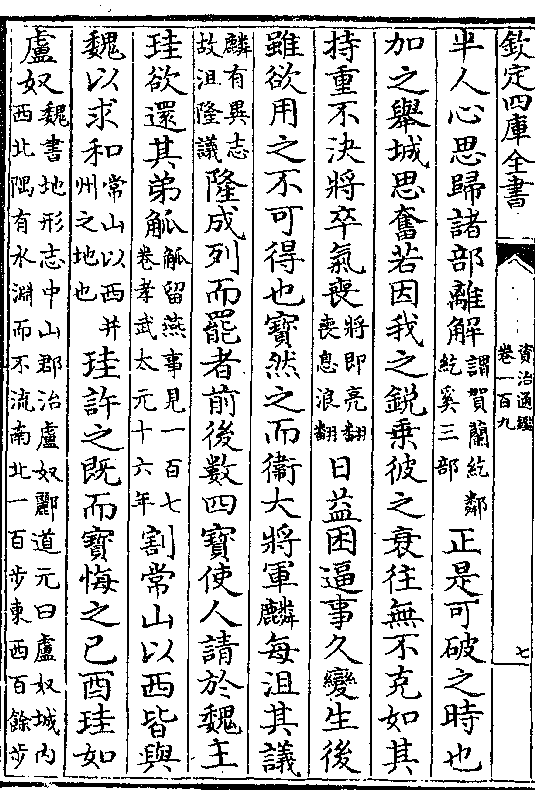 欽定四庫全書
資治通鑑
卷一百九
七
半人心思歸諸部離解謂賀蘭紇鄰紇奚三部正是可破之時也
加之舉城思奮若因我之銳乗彼之衰往無不克如其
持重不決將卒氣喪將即亮翻喪息浪翻日益困逼事久變生後
雖欲用之不可得也寳然之而衞大將軍麟每沮其議
麟有異志故沮隆議隆成列而罷者前後數四寳使人請於魏主
珪欲還其弟觚觚留燕事見一百七卷孝武太元十六年割常山以西皆與
魏以求和常山以西并州之地也珪許之既而寳悔之己酉珪如
盧奴魏書地形志中山郡治盧奴酈道元曰盧奴城内西北隅有水淵而不流南北一百步東西百餘步